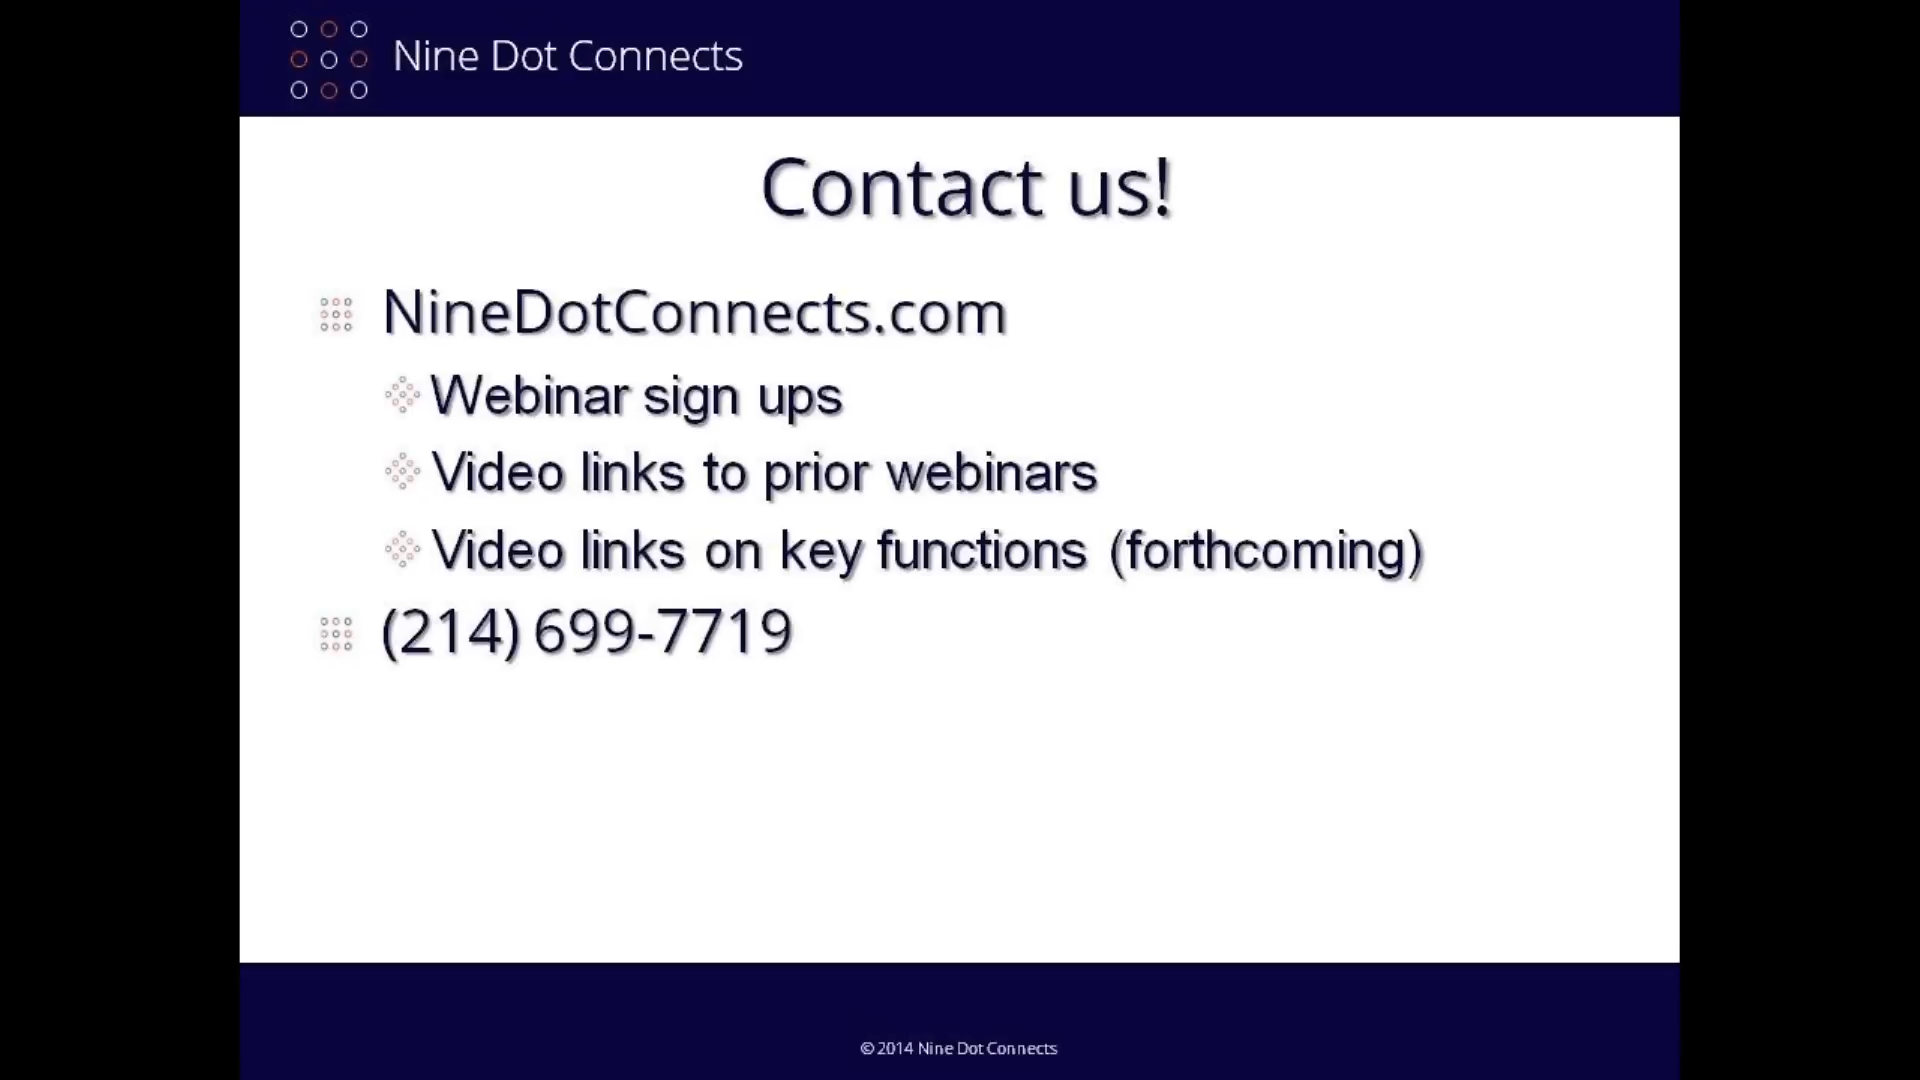 Nine Dot Connects
Contact us!
NineDotConnects.com
Webinar sign ups
Video links to prior webinars
Video links on key functions (forthcoming)
(214) 699-7719
© 2014 Nine Dot Connects